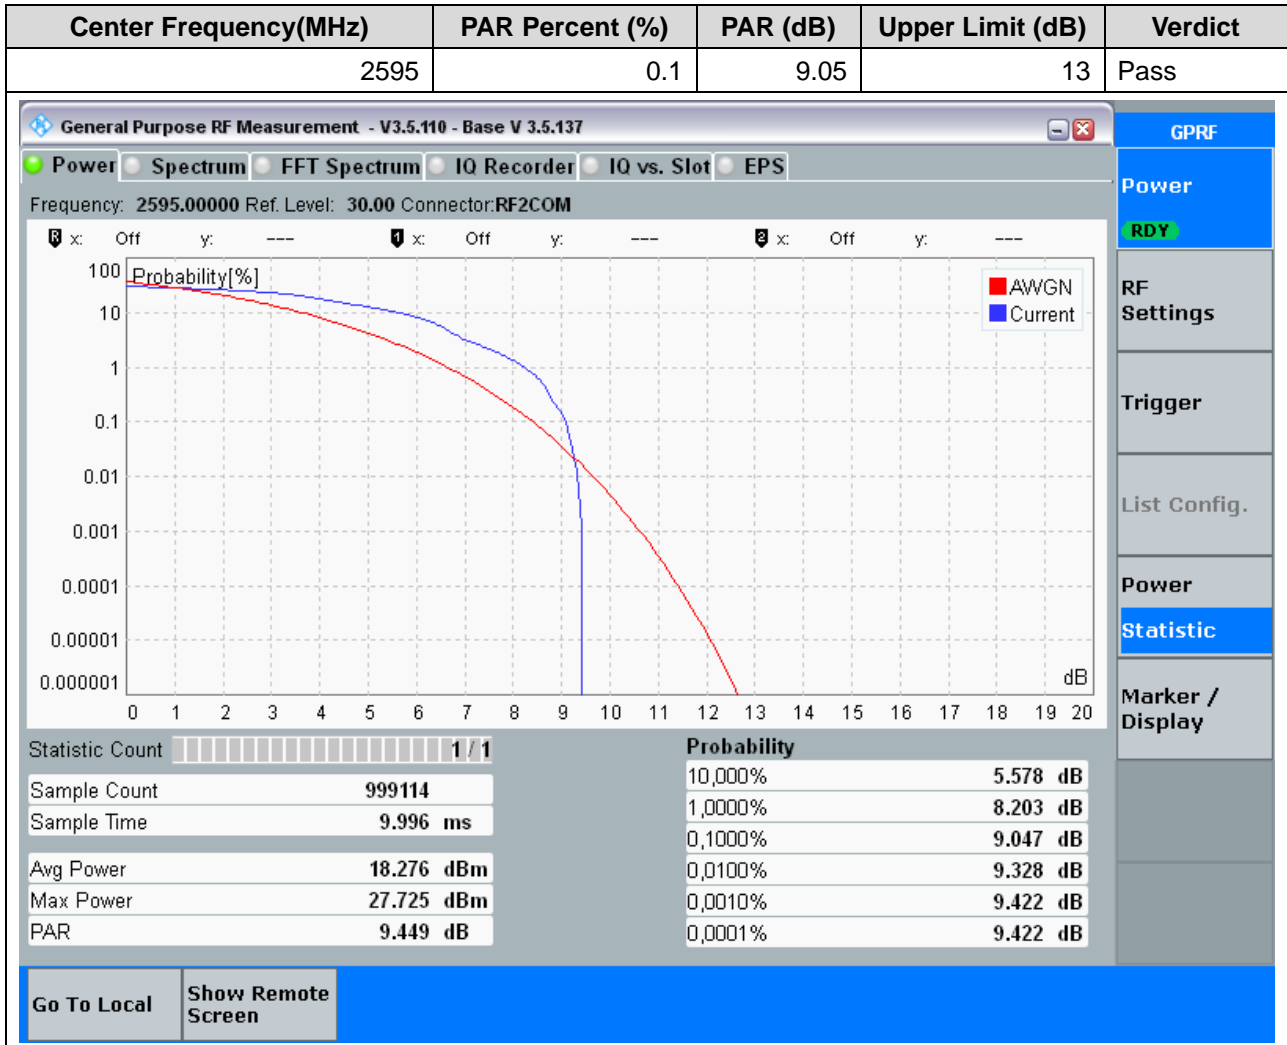 Center Frequency(MHz) PAR Percent (%) PAR (dB) Upper Limit (dB) Verdict
2595 0.1 9.05 13 Pass
General Purpose RF Measurement - V3.5.110 - Base V 3.5.137
GPRF
Power Spectrum FFT Spectrum IQ Recorder IQ vs. Slot EPS
Power
RDY
Frequency: 2595.00000 Ref. Level: 30.00 Connector:RF2COM
R x: Off y: --- 1 x: Off y: --- 2 x: Off y: ---
Probability[%]
AWGN
Current
100
10
1
0.1
0.01
0.001
0.0001
0.00001
0.000001
dB
0 1 2 3 4 5 6 7 8 9 10 11 12 13 14 15 16 17 18 19 20
RF
Settings
Trigger
List Config.
Power
Statistic
Marker /
Display
Statistic Count 1 / 1
Sample Count 999114
Sample Time 9.996 ms
Avg Power 18.276 dBm
Max Power 27.725 dBm
PAR 9.449 dB
Probability
10,000% 5.578 dB
1,0000% 8.203 dB
0,1000% 9.047 dB
0,0100% 9.328 dB
0,0010% 9.422 dB
0,0001% 9.422 dB
Go To Local
Show Remote
Screen